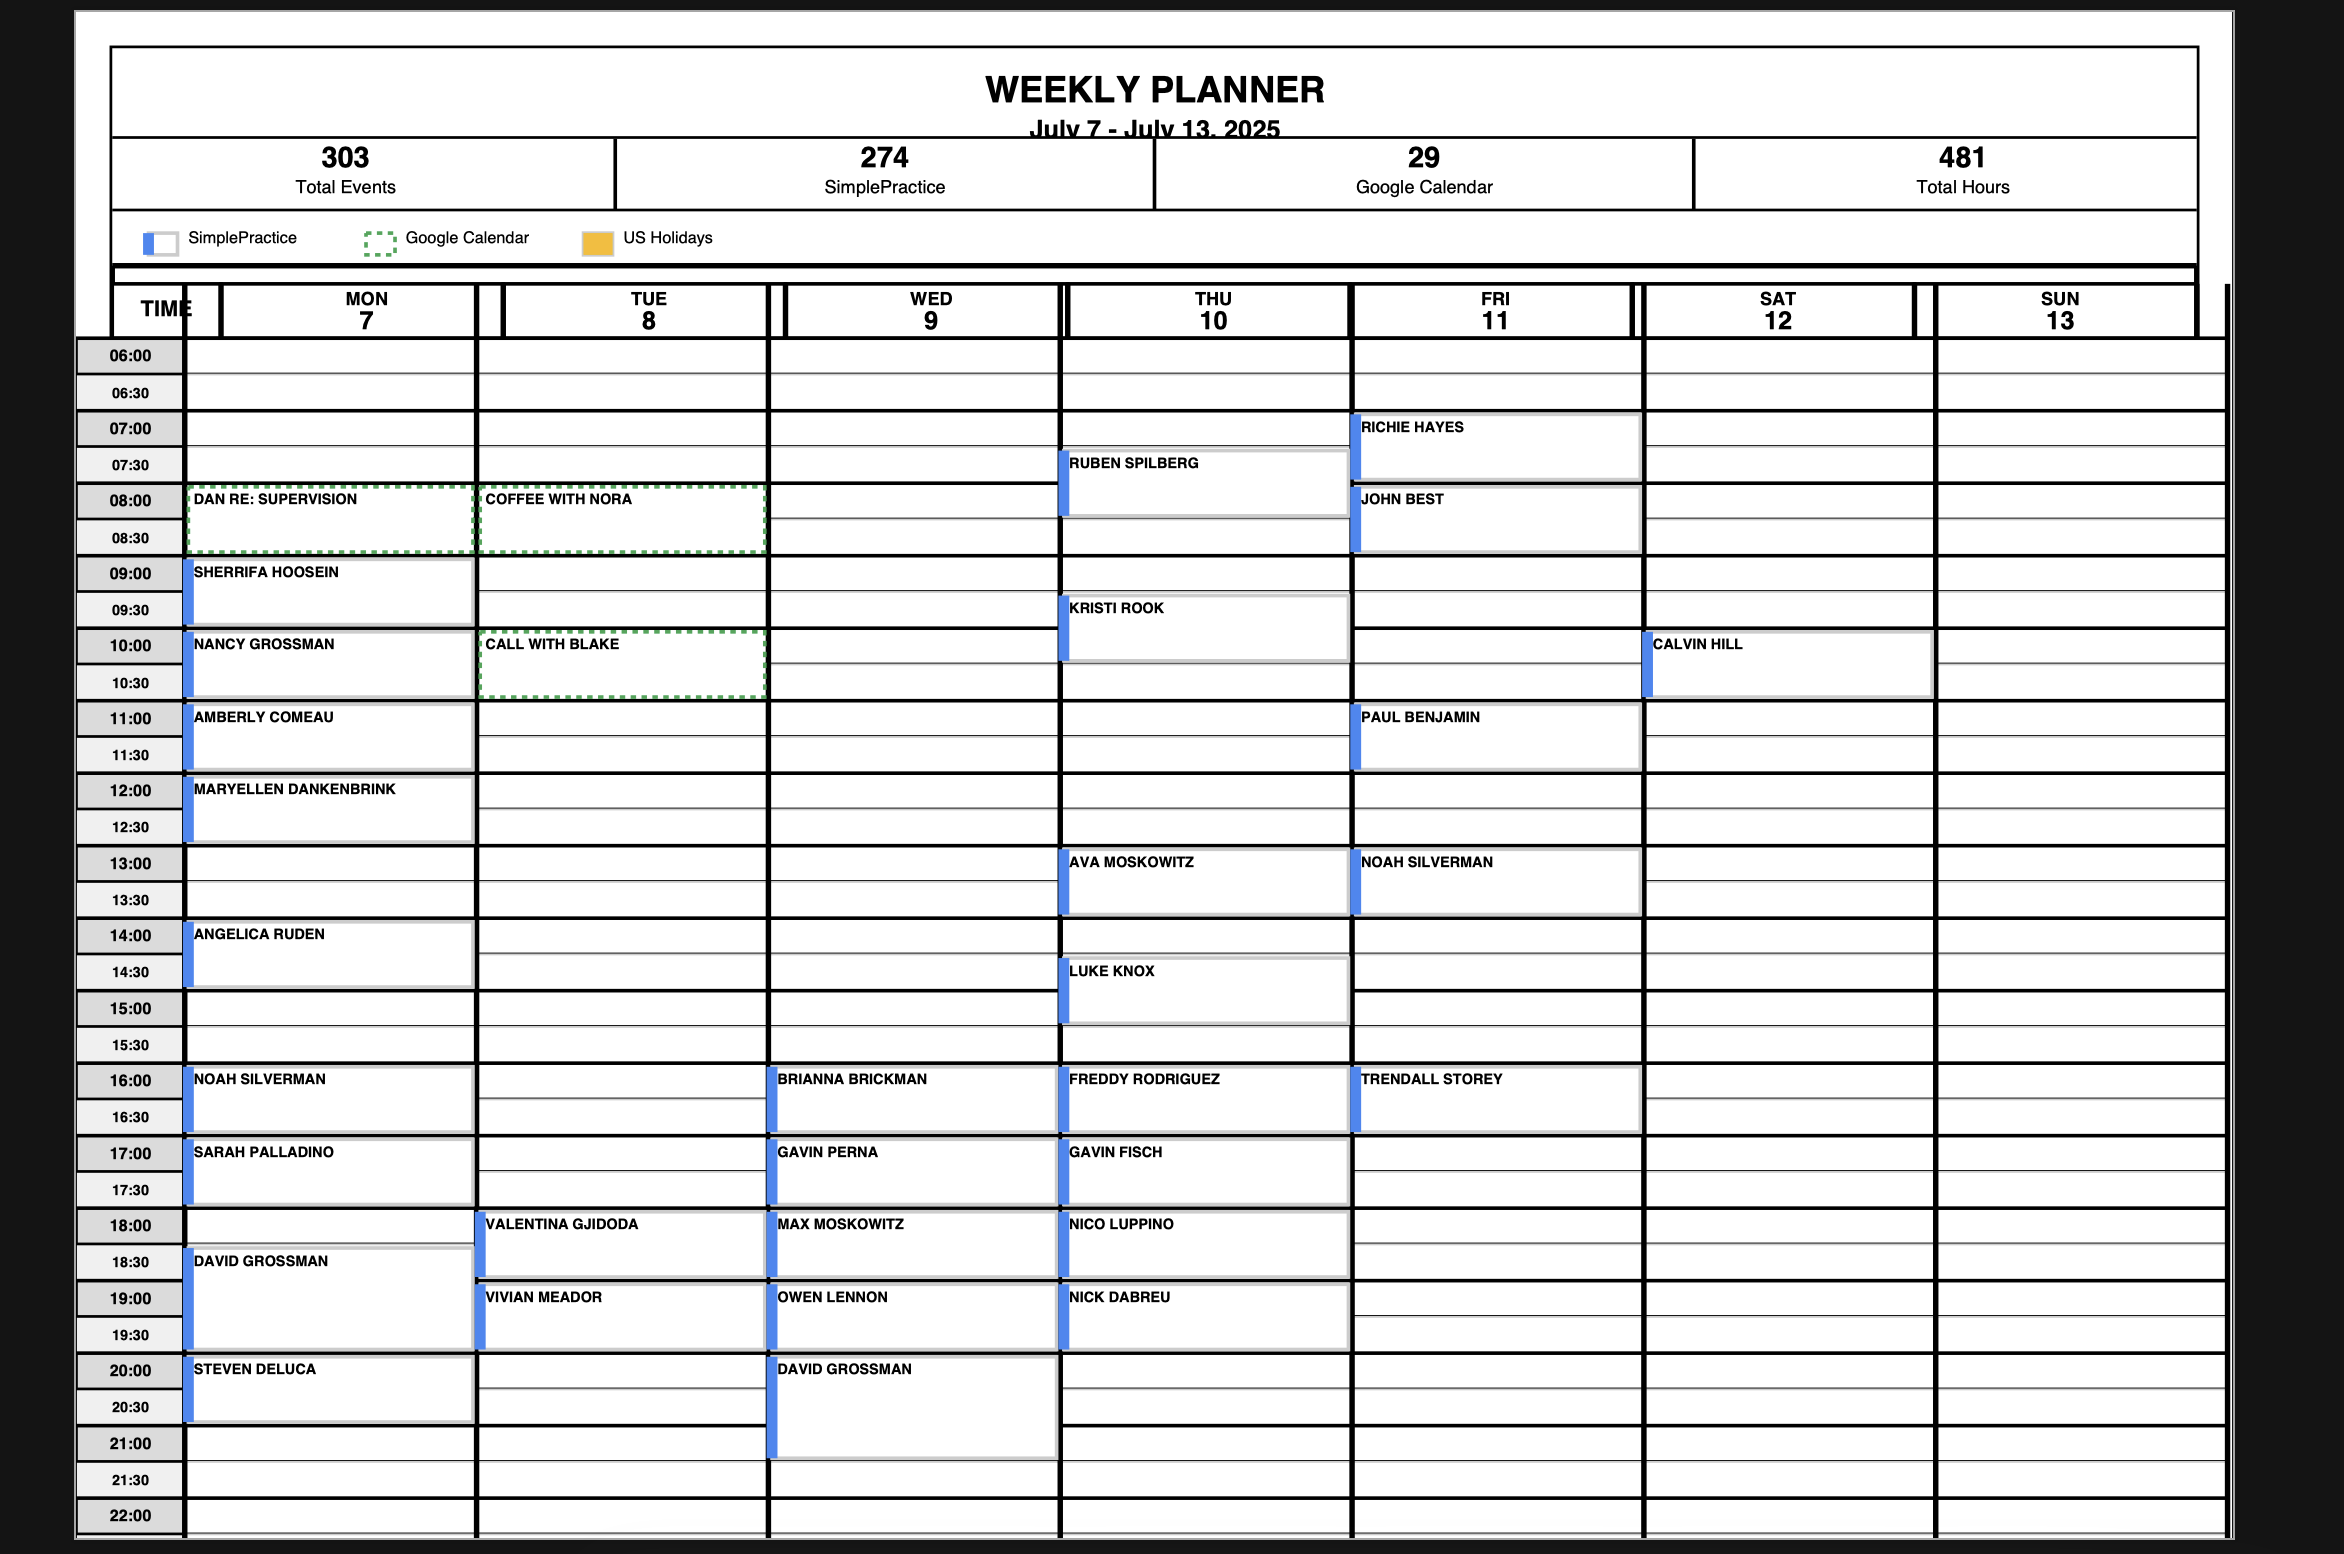 WEEKLY PLANNER
July 7 - July 13, 2025
303 274 29 481
Total Events SimplePractice Google Calendar Total Hours
SimplePractice Google Calendar US Holidays
TIME MON TUE WED THU FRI SAT SUN
7 8 9 10 11 12 13
06:00
06:30
07:00 RICHIE HAYES
07:30 RUBEN SPILBERG
08:00 DAN RE: SUPERVISION COFFEE WITH NORA JOHN BEST
08:30
09:00 SHERRIFA HOOSEIN
09:30 KRISTI ROOK
10:00 NANCY GROSSMAN CALL WITH BLAKE CALVIN HILL
10:30
11:00 AMBERLY COMEAU PAUL BENJAMIN
11:30
12:00 MARYELLEN DANKENBRINK
12:30
13:00 AVA MOSKOWITZ NOAH SILVERMAN
13:30
14:00 ANGELICA RUDEN
14:30 LUKE KNOX
15:00
15:30
16:00 NOAH SILVERMAN BRIANNA BRICKMAN FREDDY RODRIGUEZ TRENDALL STOREY
16:30
17:00 SARAH PALLADINO GAVIN PERNA GAVIN FISCH
17:30
18:00 VALENTINA GJIDODA MAX MOSKOWITZ NICO LUPPINO
18:30 DAVID GROSSMAN
19:00 VIVIAN MEADOR OWEN LENNON NICK DABREU
19:30
20:00 STEVEN DELUCA DAVID GROSSMAN
20:30
21:00
21:30
22:00